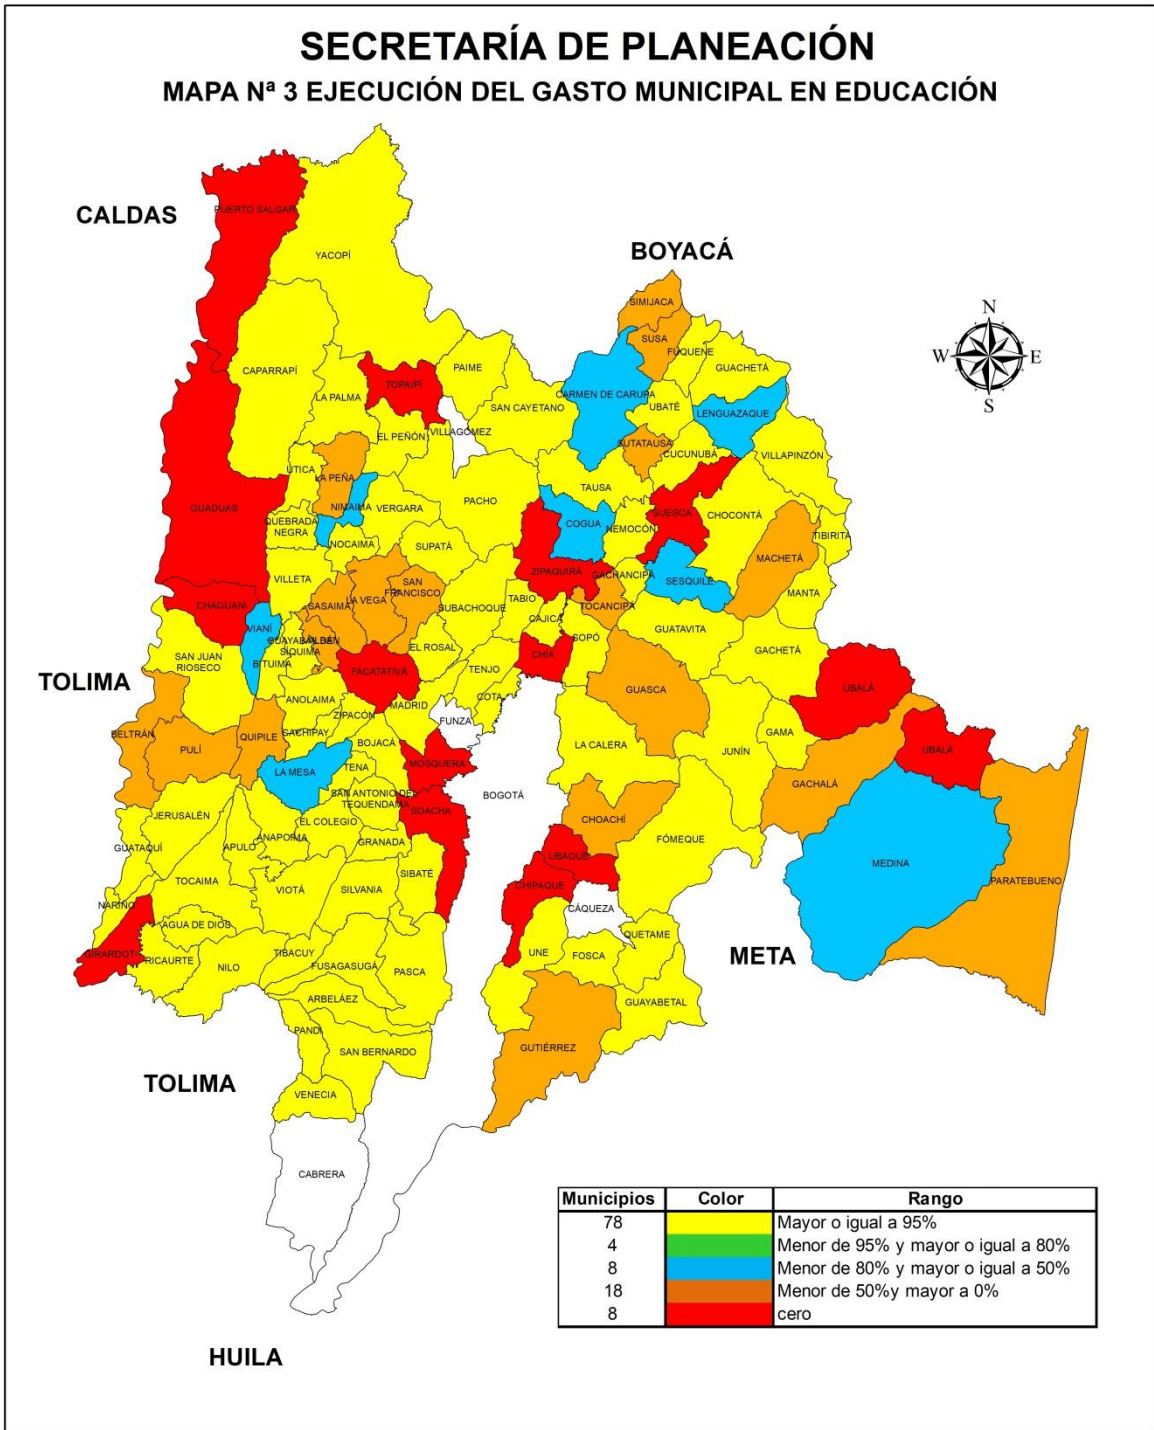 SECRETARÍA DE PLANEACIÓN
MAPA Nª 3 EJECUCIÓN DEL GASTO MUNICIPAL EN EDUCACIÓN
CALDAS
PUERTO SALGAR
YACOPÍ
BOYACÁ
SIMIJACA
N
W E
S
SUSA
FÚQUENE
CAPARRAPÍ
TOPAIPÍ
PAIME
GUACHETÁ
LA PALMA
CARMEN DE CARUPA
SAN CAYETANO
UBATÉ
LENGUAZAQUE
VILLAGÓMEZ
EL PEÑÓN
SUTATAUSA
CUCUNUBÁ
VILLAPINZÓN
UTICA
LA PEÑA
TAUSA
PACHO
GUADUAS
NIMAIMA
VERGARA
CHOCONTÁ
SUESCA
QUEBRADA
NEGRA
COGUA
NEMOCÓN
TIBIRITA
NOCAIMA
SUPATÁ
MACHETÁ
VILLETA
ZIPAQUIRÁ
GACHANCIPA
SESQUILÉ
SAN
FRANCISCO
MANTA
LA VEGA
CHAGUANÍ
SASAIMA
SUBACHOQUE
TABIO
TOCANCIPA
CAJICÁ
GUATAVITA
VIANÍ
GUAYABAL DE
SIQUIMA
ALBÁN
SOPÓ
EL ROSAL
GACHETÁ
SAN JUAN
RIOSECO
BITUIMA
CHIA
TENJO
FACATATIVÁ
TOLIMA
GUASCA
UBALÁ
COTA
ANOLAIMA
MADRID
ZIPACÓN
FUNZA
BELTRÁN
QUIPILE
CACHIPAY
GAMA
PULÍ
BOJACÁ
LA CALERA
JUNÍN
UBALÁ
MOSQUERA
LA MESA
TENA
GACHALÁ
SAN ANTONIO DEL
TEQUENDAMA
BOGOTÁ
SOACHA
JERUSALÉN
EL COLEGIO
CHOACHÍ
ANAPOIMA
GRANADA
FÓMEQUE
GUATAQUÍ
APULO
UBAQUE
MEDINA
SIBATÉ
TOCAIMA
VIOTÁ
SILVANIA
CHIPAQUE
PARATEBUENO
NARIÑO
CÁQUEZA
AGUA DE DIOS
QUETAME
GIRARDOT
TIBACUY
UNE
FOSCA
META
RICAURTE
NILO
FUSAGASUGÁ
PASCA
ARBELÁEZ
GUAYABETAL
PANDI
SAN BERNARDO
GUTIÉRREZ
TOLIMA
VENECIA
CABRERA
Municipios Color Rango
78 Mayor o igual a 95%
4 Menor de 95% y mayor o igual a 80%
8 Menor de 80% y mayor o igual a 50%
18 Menor de 50%y mayor a 0%
8 cero
HUILA